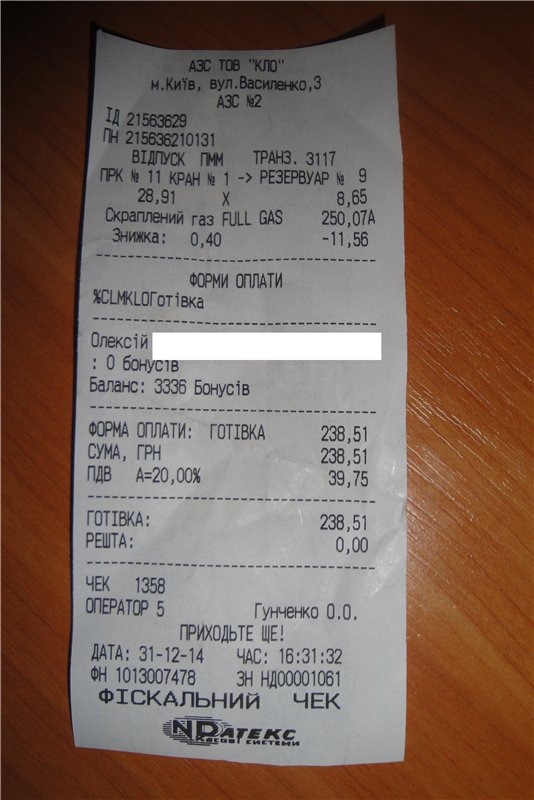 АЗС ТОВ "КЛО"
м.Київ, вул.Василенко,3
АЗС №2
ІД 21563629
ПН 215636210131
ВІДПУСК ПММ ТРАНЗ. 3117
ПРК № 11 КРАН № 1 -> РЕЗЕРВУАР № 9
28,91 X 8,65
Скраплений газ FULL GAS 250,07А
Знижка: 0,40 -11,56
ФОРМИ ОПЛАТИ
%CLMKLOГотівка
Олексій
: 0 бонусів
Баланс: 3336 Бонусів
ФОРМА ОПЛАТИ: ГОТІВКА 238,51
СУМА, ГРН 238,51
ПДВ А=20,00% 39,75
ГОТІВКА: 238,51
РЕШТА: 0,00
ЧЕК 1358
ОПЕРАТОР 5 Гунченко О.О.
ПРИХОДЬТЕ ЩЕ!
ДАТА: 31-12-14 ЧАС: 16:31:32
ФН 1013007478 ЗН НД00001061
ФІСКАЛЬНИЙ ЧЕК
ДАТЕКС
КАСОВІ СИСТЕМИ